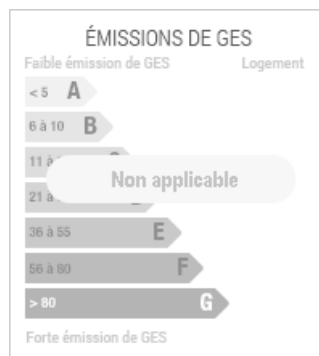 ÉMISSIONS DE GES
Faible émission de GES Logement
< 5 A
6 à 10 B
11 à
Non applicable
21 à
36 à 55 E
56 à 80 F
> 80 G
Forte émission de GES